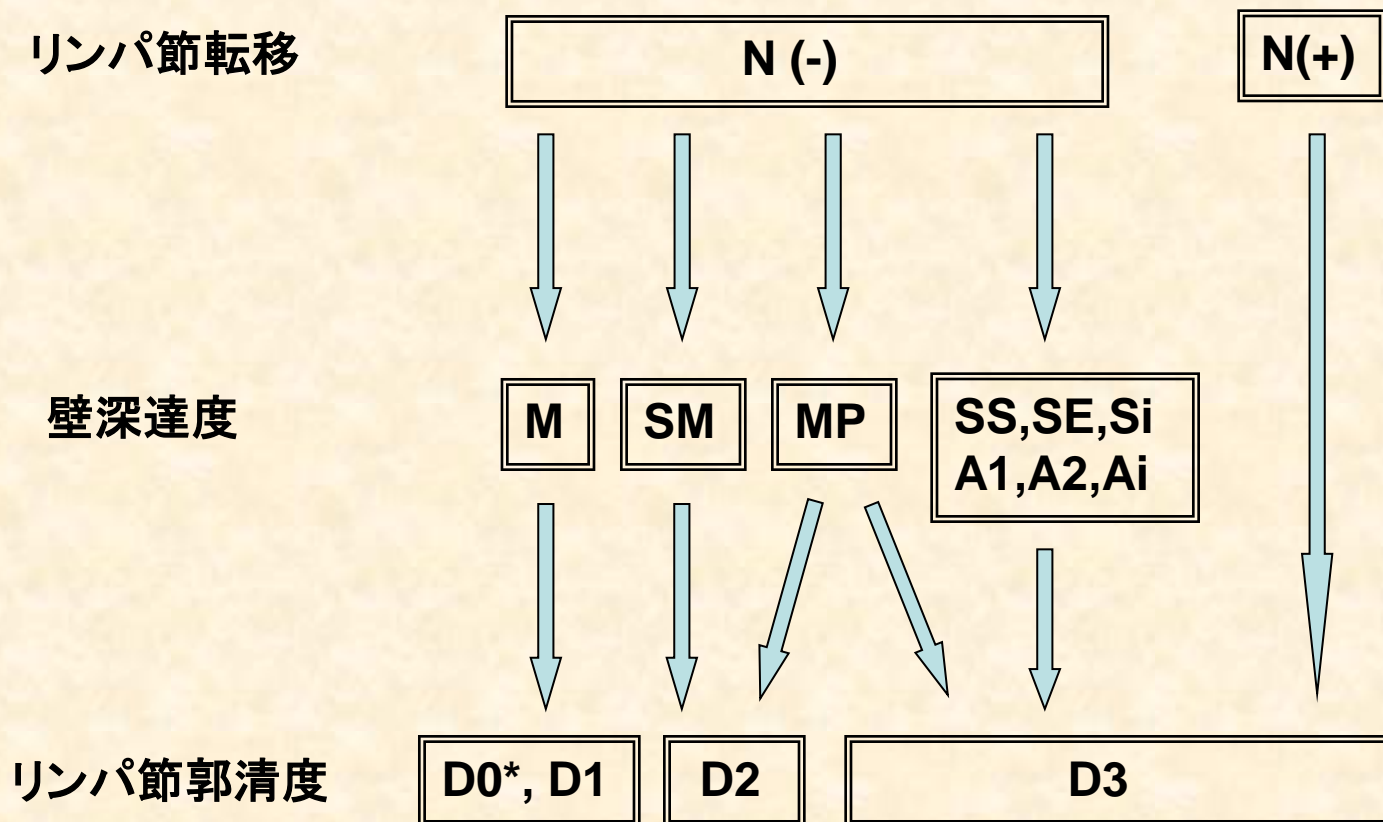 リンパ節転移
N (-)
N(+)
壁深達度
M
SM
MP
SS,SE,Si
A1,A2,Ai
リンパ節郭清度
D0*, D1
D2
D3